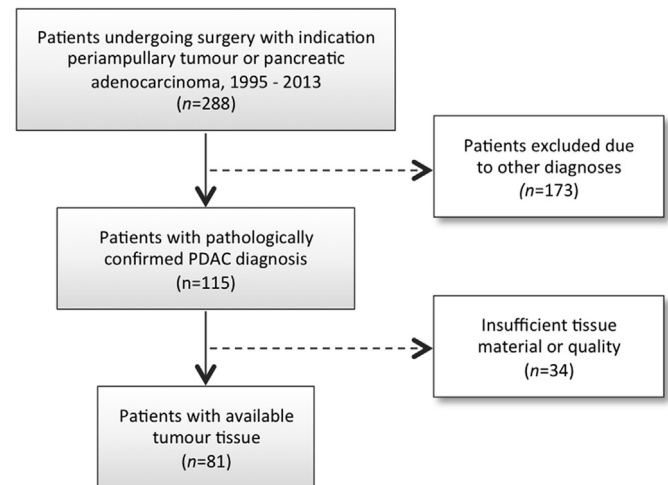 Patients undergoing surgery with indication
periampullary tumour or pancreatic
adenocarcinoma, 1995 - 2013
(n=288)
Patients excluded due
to other diagnoses
(n=173)
Patients with pathologically
confirmed PDAC diagnosis
(n=115)
Insufficient tissue
material or quality
(n=34)
Patients with available
tumour tissue
(n=81)